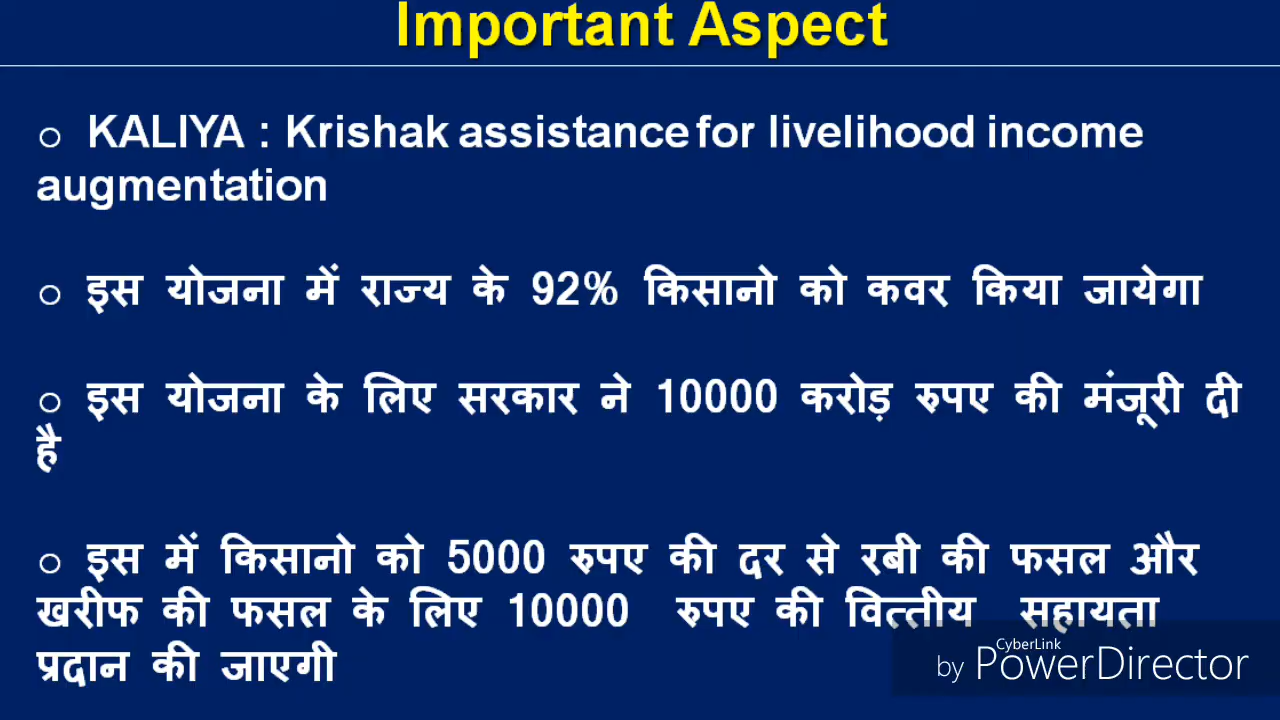 Important Aspect
o KALIYA : Krishak assistance for livelihood income
augmentation
o इस योजना में राज्य के 92% किसानो को कवर किया जायेगा
o इस योजना के लिए सरकार ने 10000 करोड़ रुपए की मंजूरी दी
है
o इस में किसानो को 5000 रुपए की दर से रबी की फसल और
खरीफ की फसल के लिए 10000 रुपए की वित्तीय सहायता
प्रदान की जाएगी
CyberLink
by PowerDirector